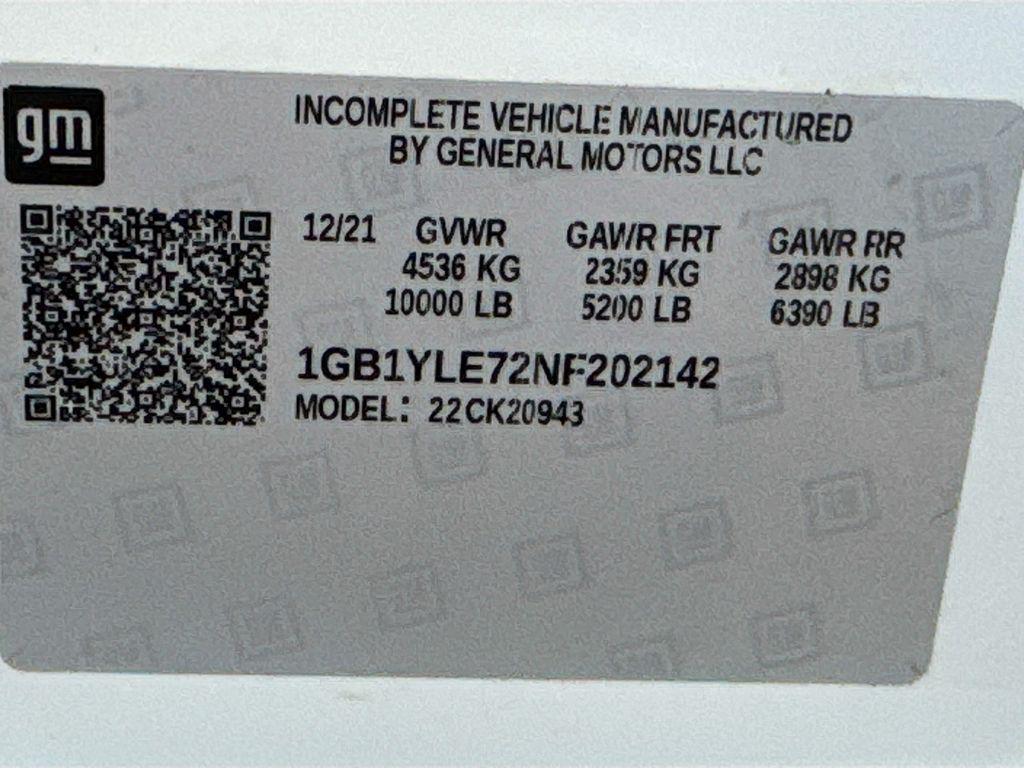 gm
INCOMPLETE VEHICLE MANUFACTURED
BY GENERAL MOTORS LLC
12/21 GVWR GAWR FRT GAWR RR
4536 KG 2359 KG 2898 KG
10000 LB 5200 LB 6390 LB
1GB1YLE72NF202142
MODEL: 22CK20943